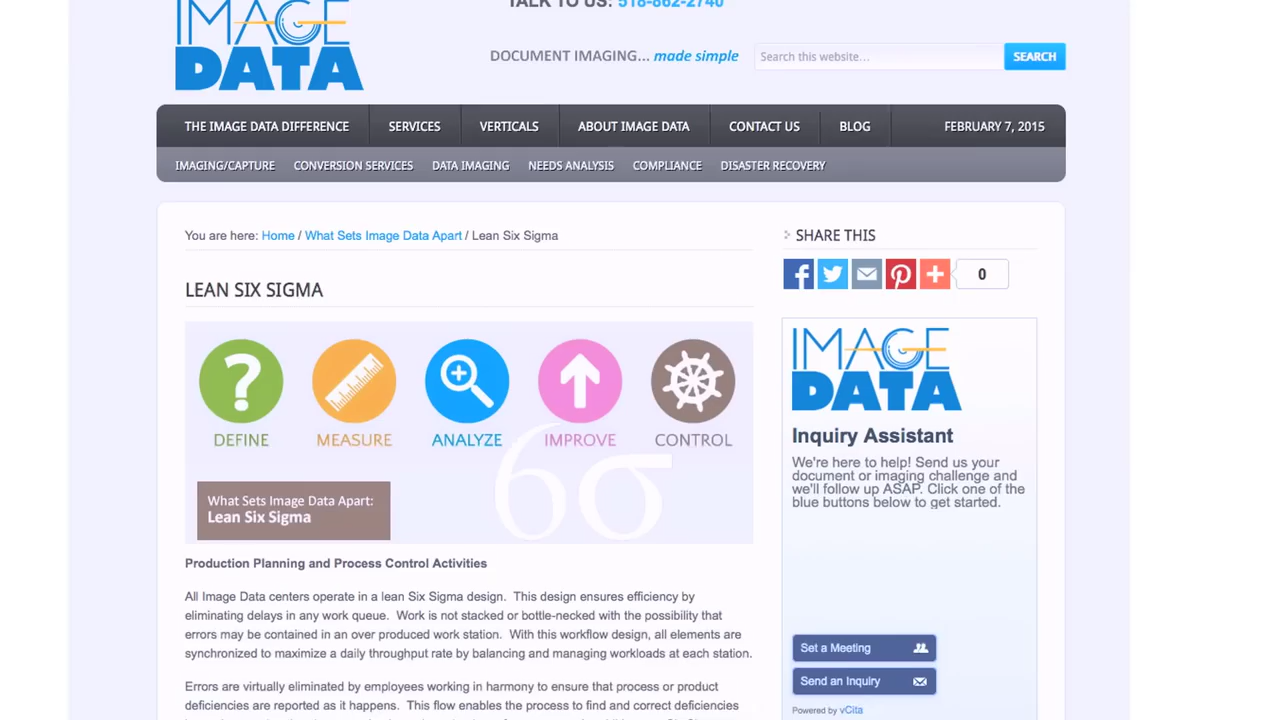 IMAGE
DATA
TALK TO US: 518-862-2740
DOCUMENT IMAGING... made simple
Search this website…
SEARCH
THE IMAGE DATA DIFFERENCE SERVICES VERTICALS ABOUT IMAGE DATA CONTACT US BLOG FEBRUARY 7, 2015
IMAGING/CAPTURE CONVERSION SERVICES DATA IMAGING NEEDS ANALYSIS COMPLIANCE DISASTER RECOVERY
You are here: Home / What Sets Image Data Apart / Lean Six Sigma
LEAN SIX SIGMA
DEFINE MEASURE ANALYZE IMPROVE CONTROL
6σ
What Sets Image Data Apart:
Lean Six Sigma
Production Planning and Process Control Activities
All Image Data centers operate in a lean Six Sigma design. This design ensures efficiency by
eliminating delays in any work queue. Work is not stacked or bottle-necked with the possibility that
errors may be contained in an over produced work station. With this workflow design, all elements are
synchronized to maximize a daily throughput rate by balancing and managing workloads at each station.
Errors are virtually eliminated by employees working in harmony to ensure that process or product
deficiencies are reported as it happens. This flow enables the process to find and correct deficiencies
SHARE THIS
0
IMAGE
DATA
Inquiry Assistant
We're here to help! Send us your
document or imaging challenge and
we'll follow up ASAP. Click one of the
blue buttons below to get started.
Set a Meeting
Send an Inquiry
Powered by vCita